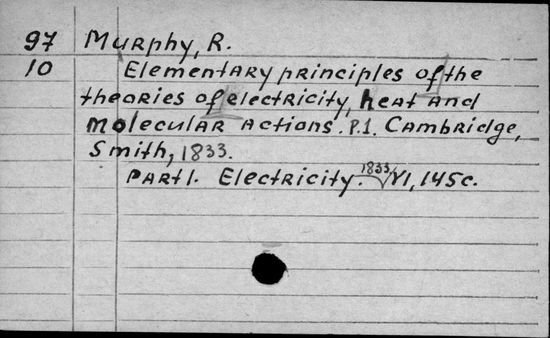 97 Murphy, R.
10 Elementary principles of the
theories of electricity, heat and
molecular actions. P.1. Cambridge,
Smith, 1833.
Part 1. Electricity. 1833, VI, 145c.